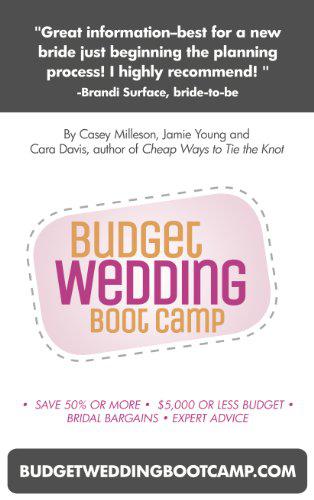 "Great information–best for a new
bride just beginning the planning
process! I highly recommend! "
-Brandi Surface, bride-to-be
By Casey Milleson, Jamie Young and
Cara Davis, author of Cheap Ways to Tie the Knot
BUDGET
WEDDING
BOOT CAMP
• SAVE 50% OR MORE • $5,000 OR LESS BUDGET •
BRIDAL BARGAINS • EXPERT ADVICE
BUDGETWEDDINGBOOTCAMP.COM